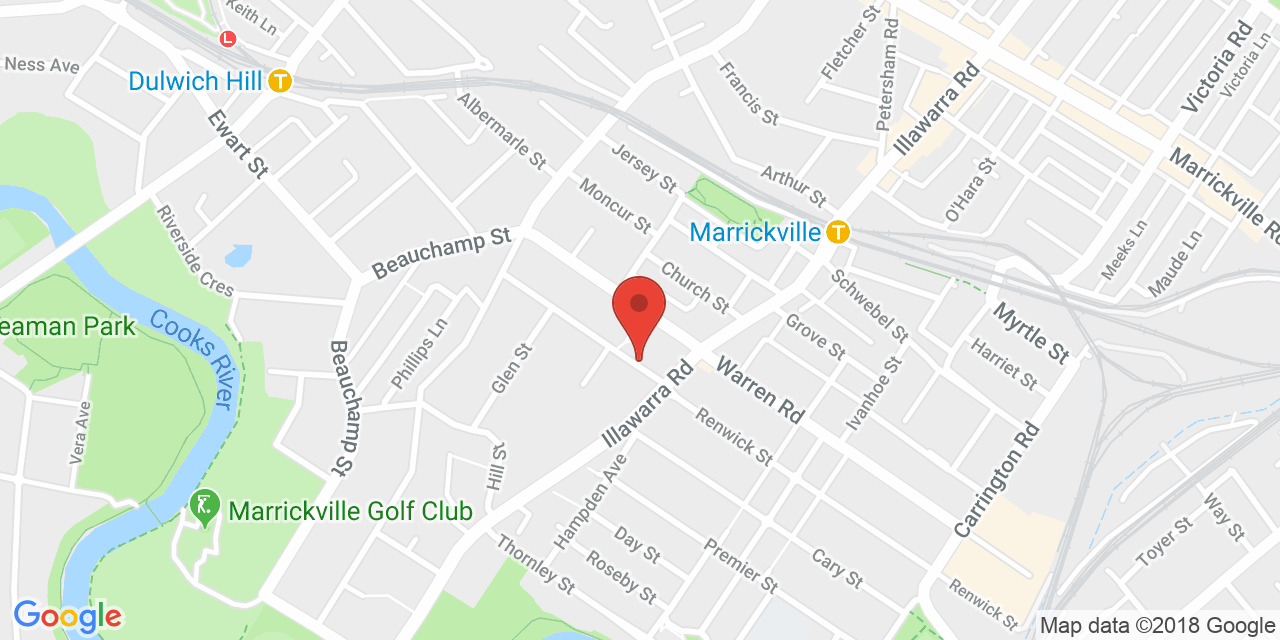 Keith Ln
L
Ness Ave
Dulwich Hill
T
Ewart St
Albermarle St
Fletcher St
Petersham Rd
Francis St
Illawarra Rd
Victoria Rd
Victoria Ln
Marrickville Rd
Jersey St
Arthur St
O'Hara St
Moncur St
Marrickville
T
Meeks Ln
Maude Ln
Riverside Cres
Beauchamp St
Church St
Schwebel St
Grove St
Myrtle St
Harriet St
eaman Park
Cooks River
Beauchamp St
Phillips Ln
Glen St
Warren Rd
Ivanhoe St
Illawarra Rd
Renwick St
Vera Ave
Hill St
Carrington Rd
Hampden Ave
Marrickville Golf Club
Way St
Toyer St
Thornley St
Day St
Roseby St
Premier St
Cary St
Renwick St
Google
Map data ©2018 Google